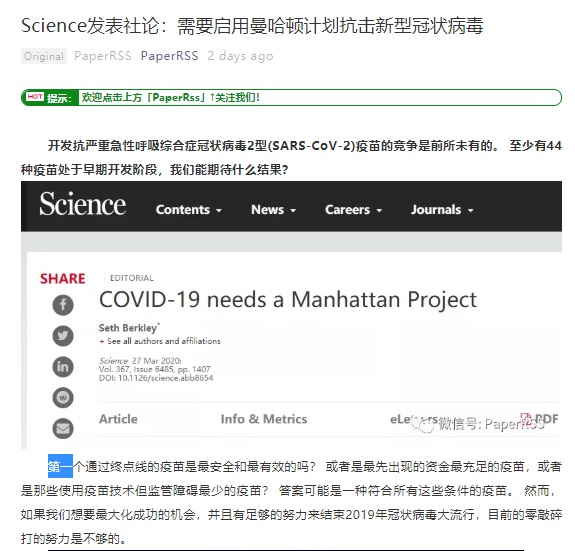 Science发表社论：需要启用曼哈顿计划抗击新型冠状病毒
Original PaperRSS PaperRSS 2 days ago
HOT 提示： 欢迎点击上方「PaperRss」↑关注我们！
开发抗严重急性呼吸综合症冠状病毒2型(SARS-CoV-2)疫苗的竞争是前所未有的。 至少有44
种疫苗处于早期开发阶段，我们能期待什么结果?
Science Contents News Careers Journals
SHARE EDITORIAL
COVID-19 needs a Manhattan Project
Seth Berkley*
+ See all authors and affiliations
Science 27 Mar 2020:
Vol. 367, Issue 6485, pp. 1407
DOI: 10.1126/science.abb8654
Article Info & Metrics eLetters PDF
微信号: PaperRSS
第一个通过终点线的疫苗是最安全和最有效的吗？ 或者是最先出现的资金最充足的疫苗，或者
是那些使用疫苗技术但监管障碍最少的疫苗？ 答案可能是一种符合所有这些条件的疫苗。 然而，
如果我们想要最大化成功的机会，并且有足够的努力来结束2019年冠状病毒大流行，目前的零敲碎
打的努力是不够的。